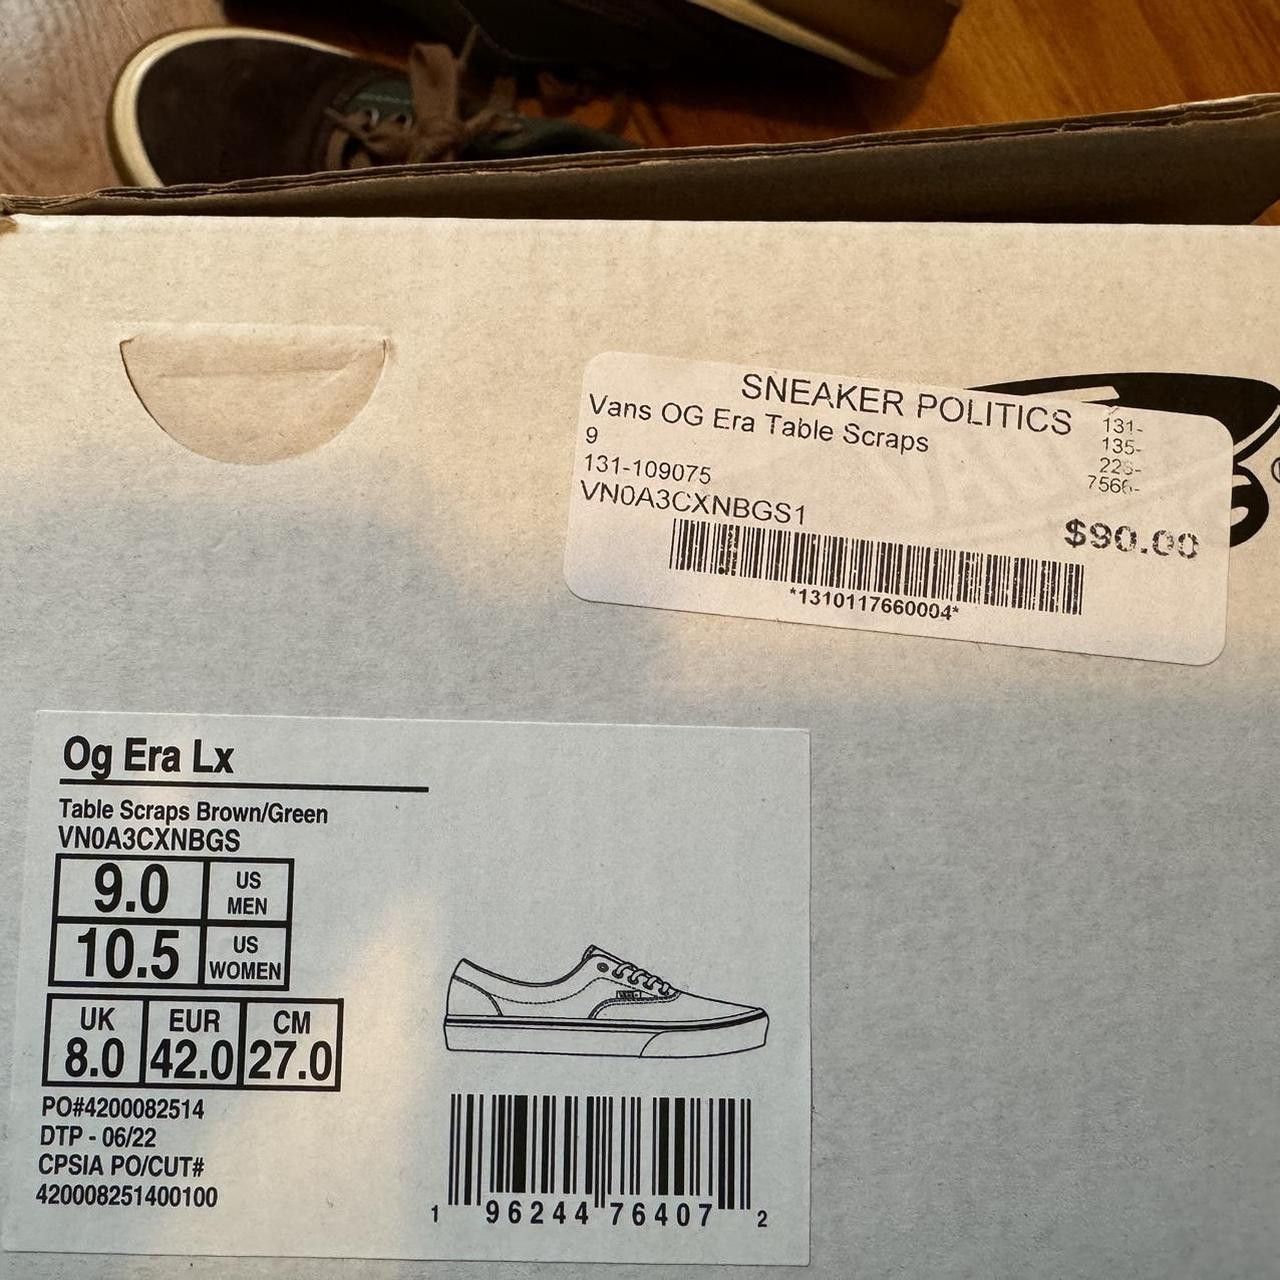 SNEAKER POLITICS
Vans OG Era Table Scraps
9
131-109075
VN0A3CXNBGS1
131-
135-
7566-
$90.00
*1310117660004*
®
Og Era Lx
Table Scraps Brown/Green
VN0A3CXNBGS
9.0 US MEN
10.5 US WOMEN
UK EUR CM
8.0 42.0 27.0
PO#4200082514
DTP - 06/22
CPSIA PO/CUT#
420008251400100
VANS
1 96244 76407 2